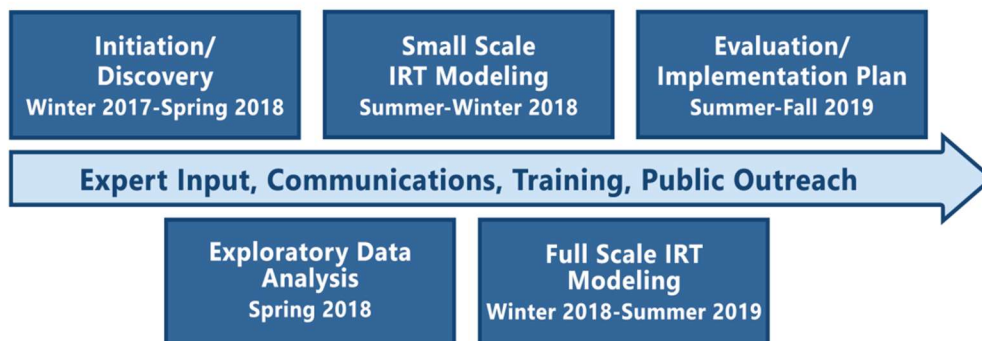 Initiation/
Discovery
Winter 2017-Spring 2018
Small Scale
IRT Modeling
Summer-Winter 2018
Evaluation/
Implementation Plan
Summer-Fall 2019
Expert Input, Communications, Training, Public Outreach
Exploratory Data
Analysis
Spring 2018
Full Scale IRT
Modeling
Winter 2018-Summer 2019